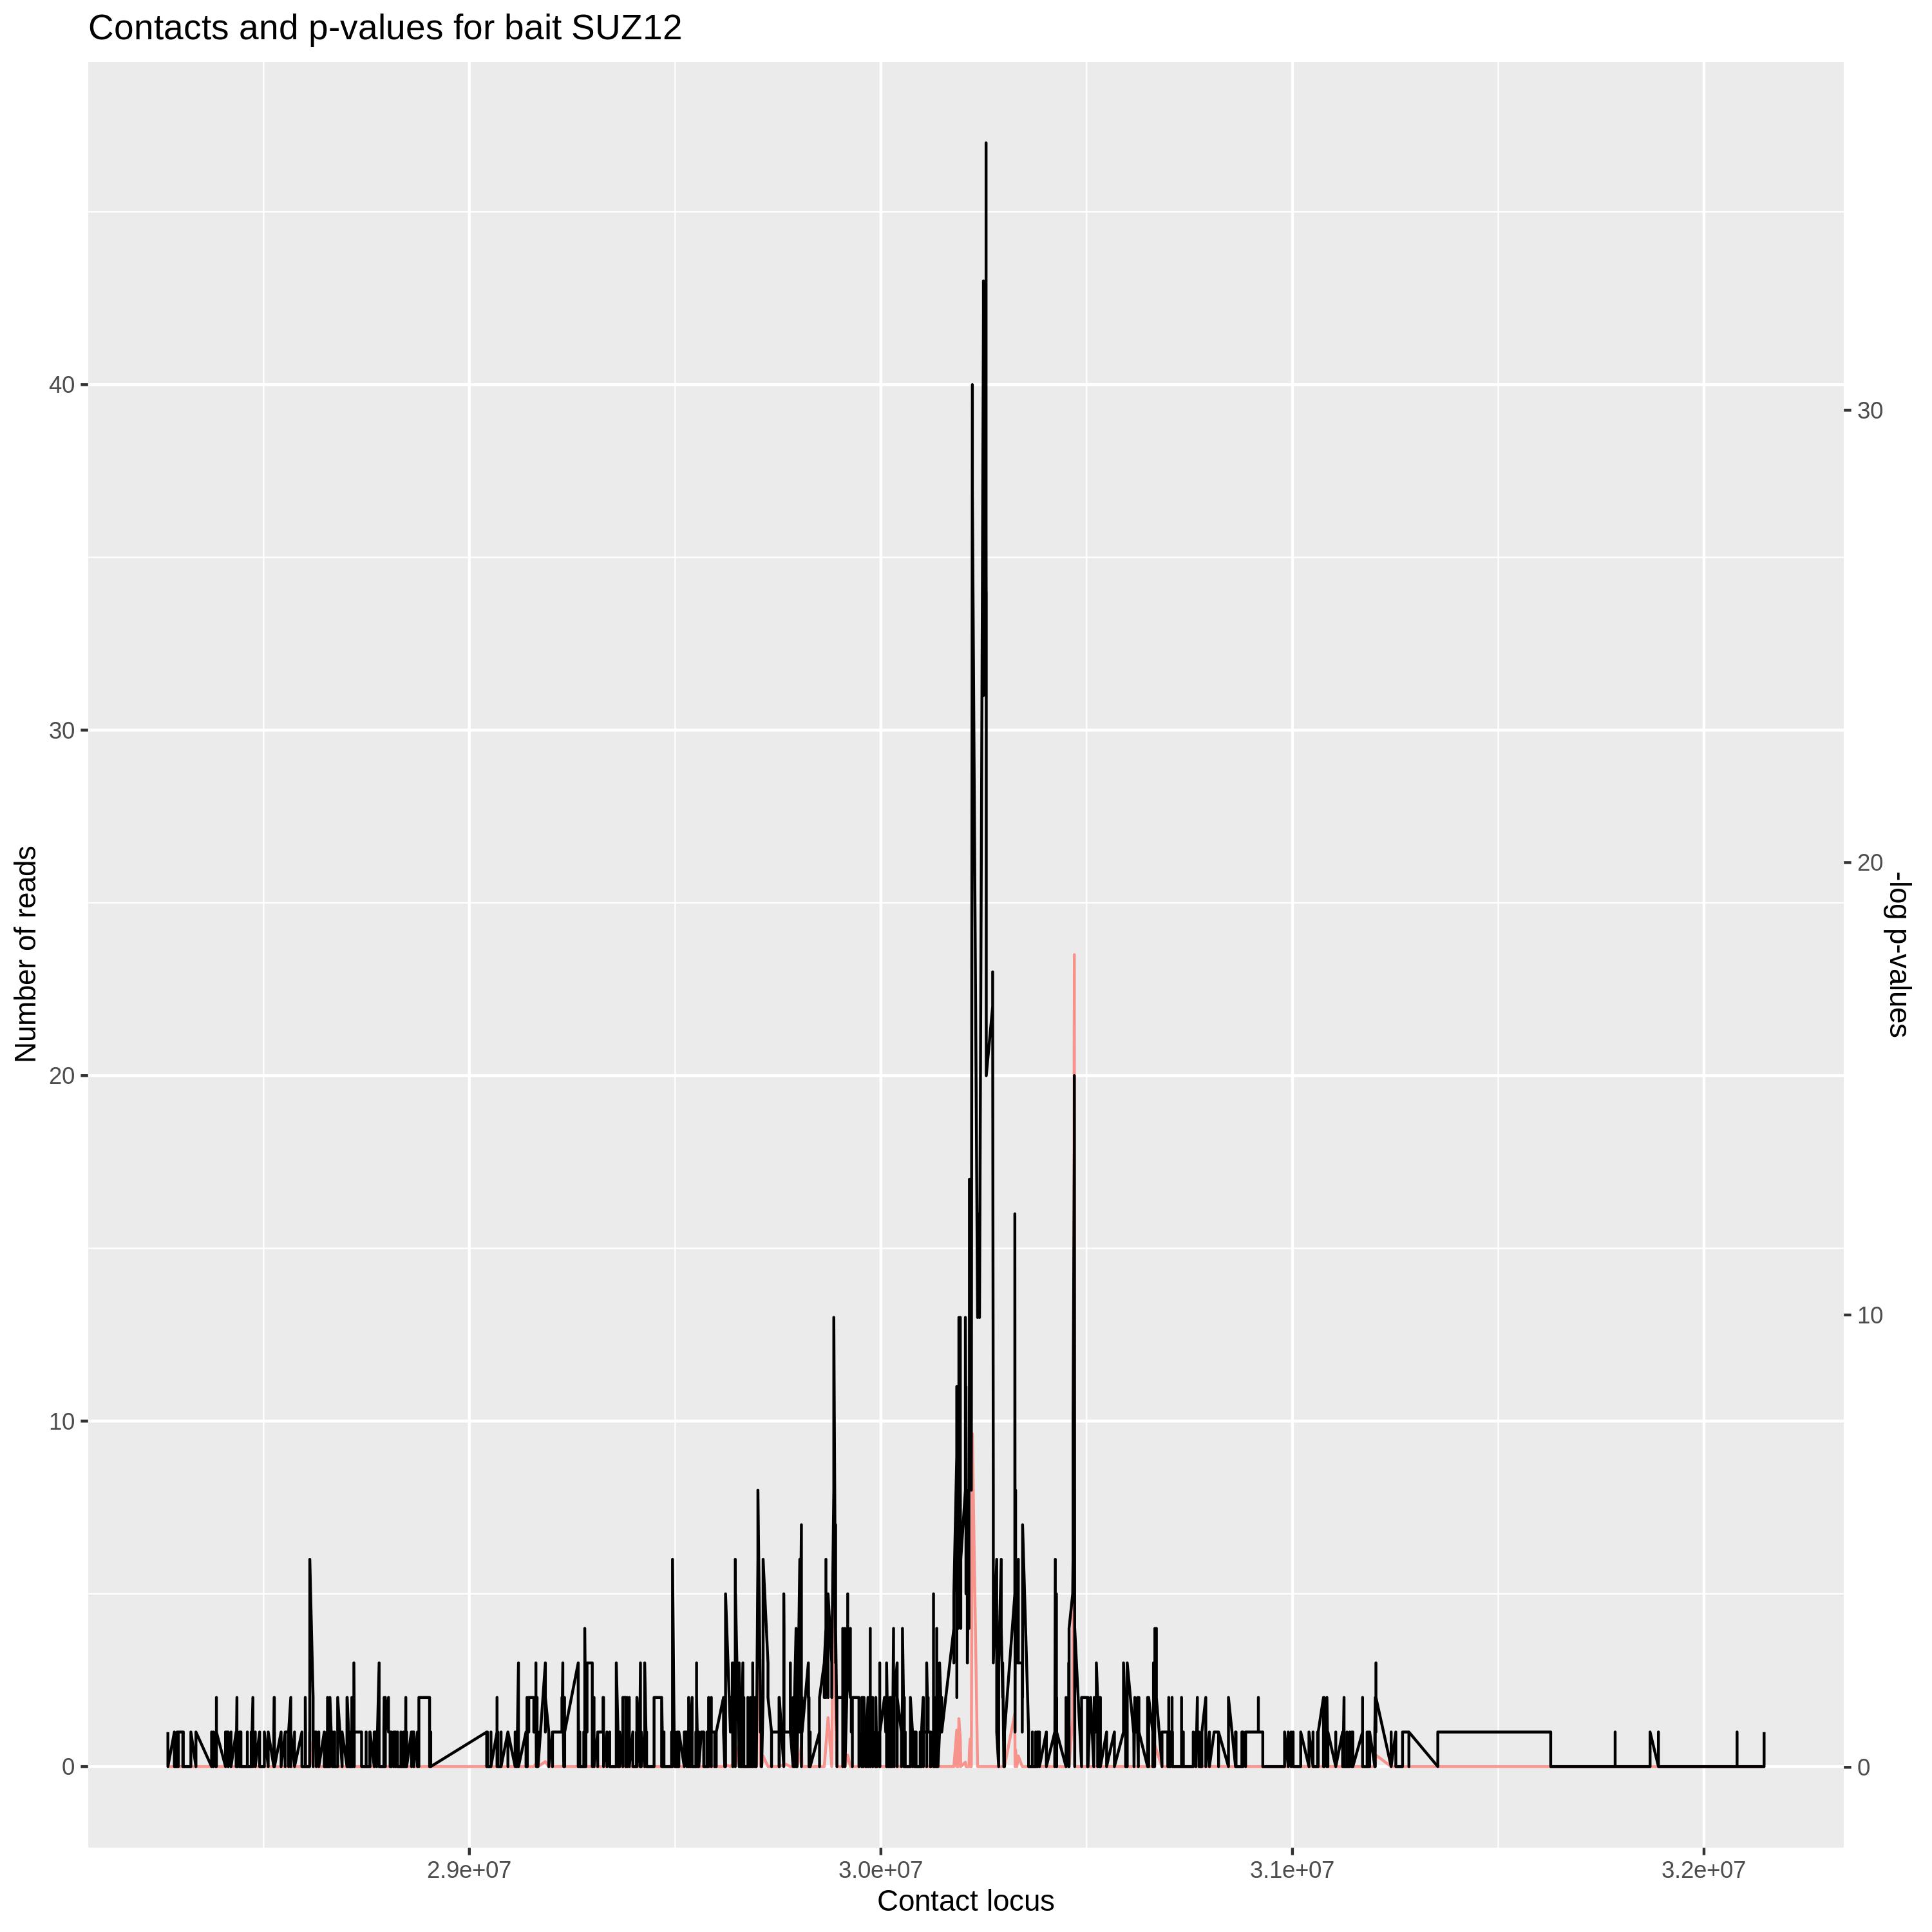 Contacts and p-values for bait SUZ12
40
30
20
10
0
Number of reads
30
20
10
0
-log p-values
2.9e+07 3.0e+07 3.1e+07 3.2e+07
Contact locus